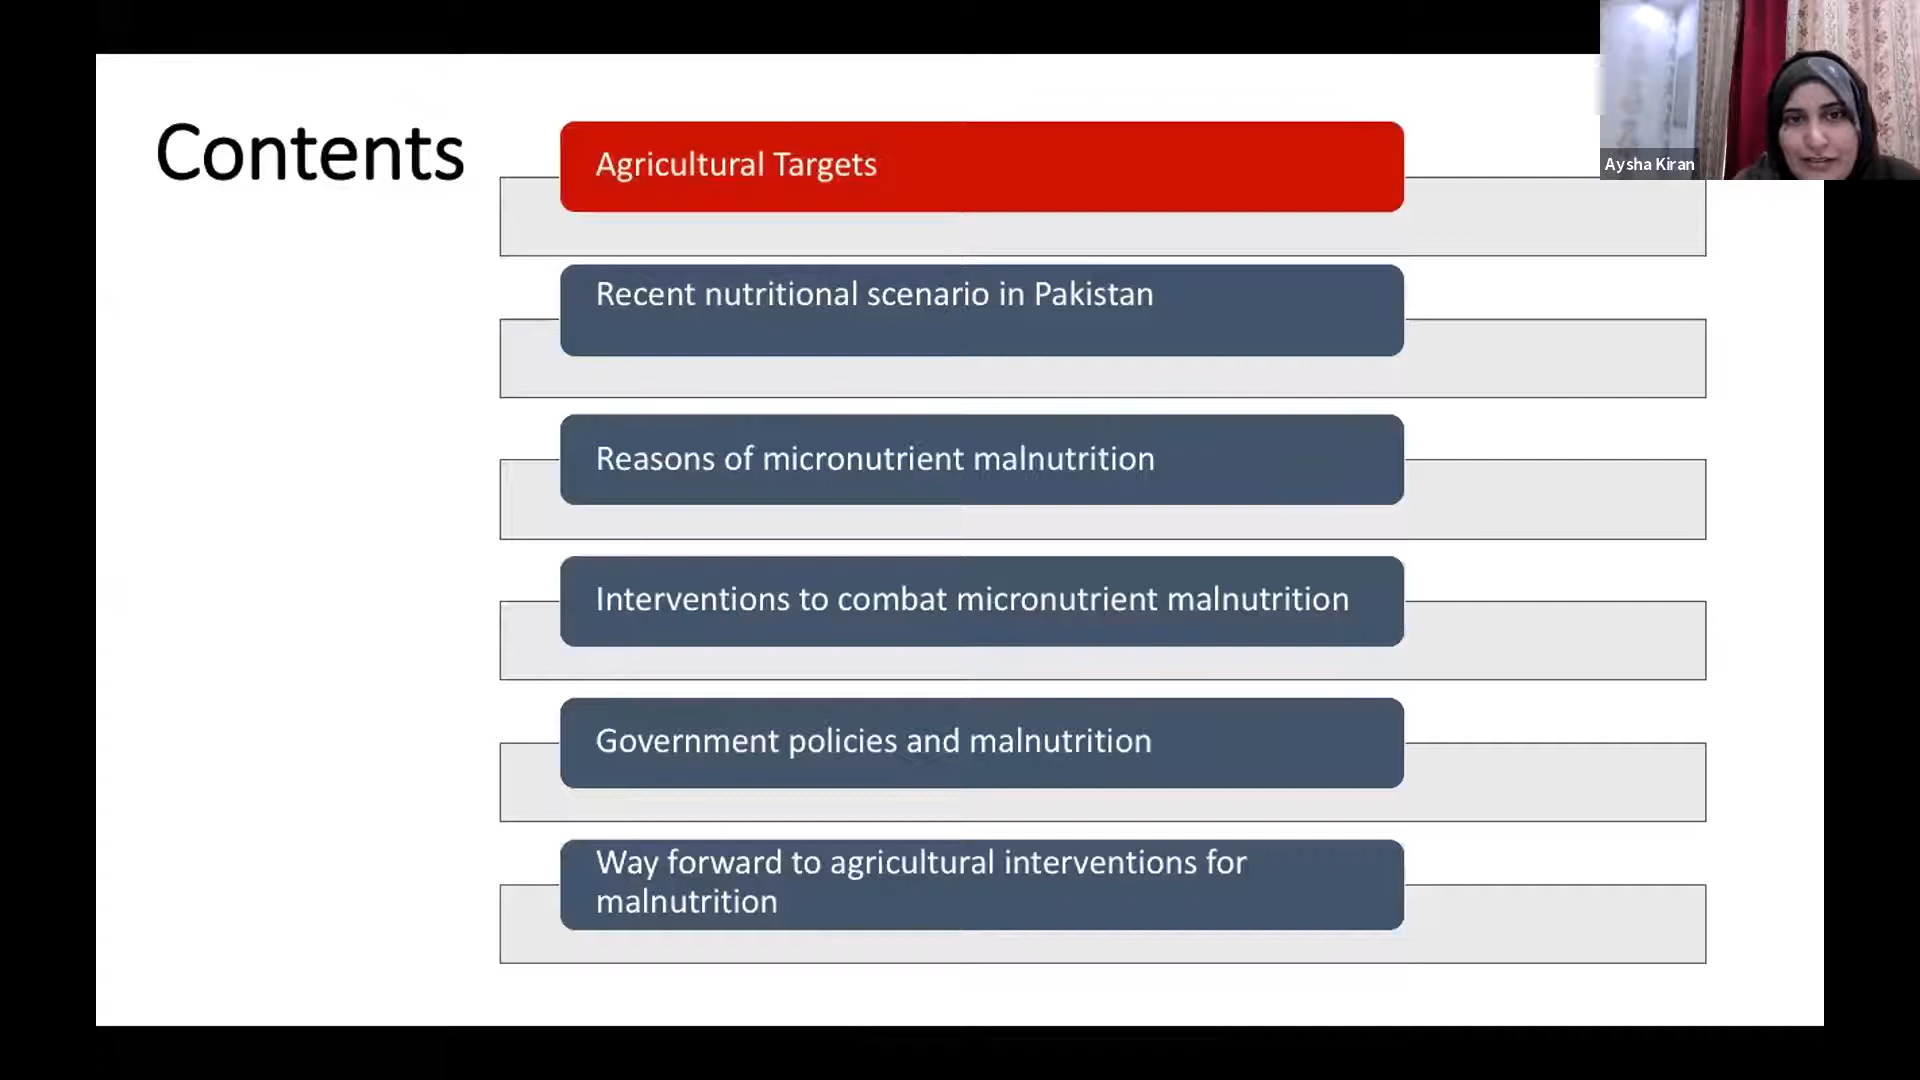 Contents
Agricultural Targets
Aysha Kiran
Recent nutritional scenario in Pakistan
Reasons of micronutrient malnutrition
Interventions to combat micronutrient malnutrition
Government policies and malnutrition
Way forward to agricultural interventions for
malnutrition